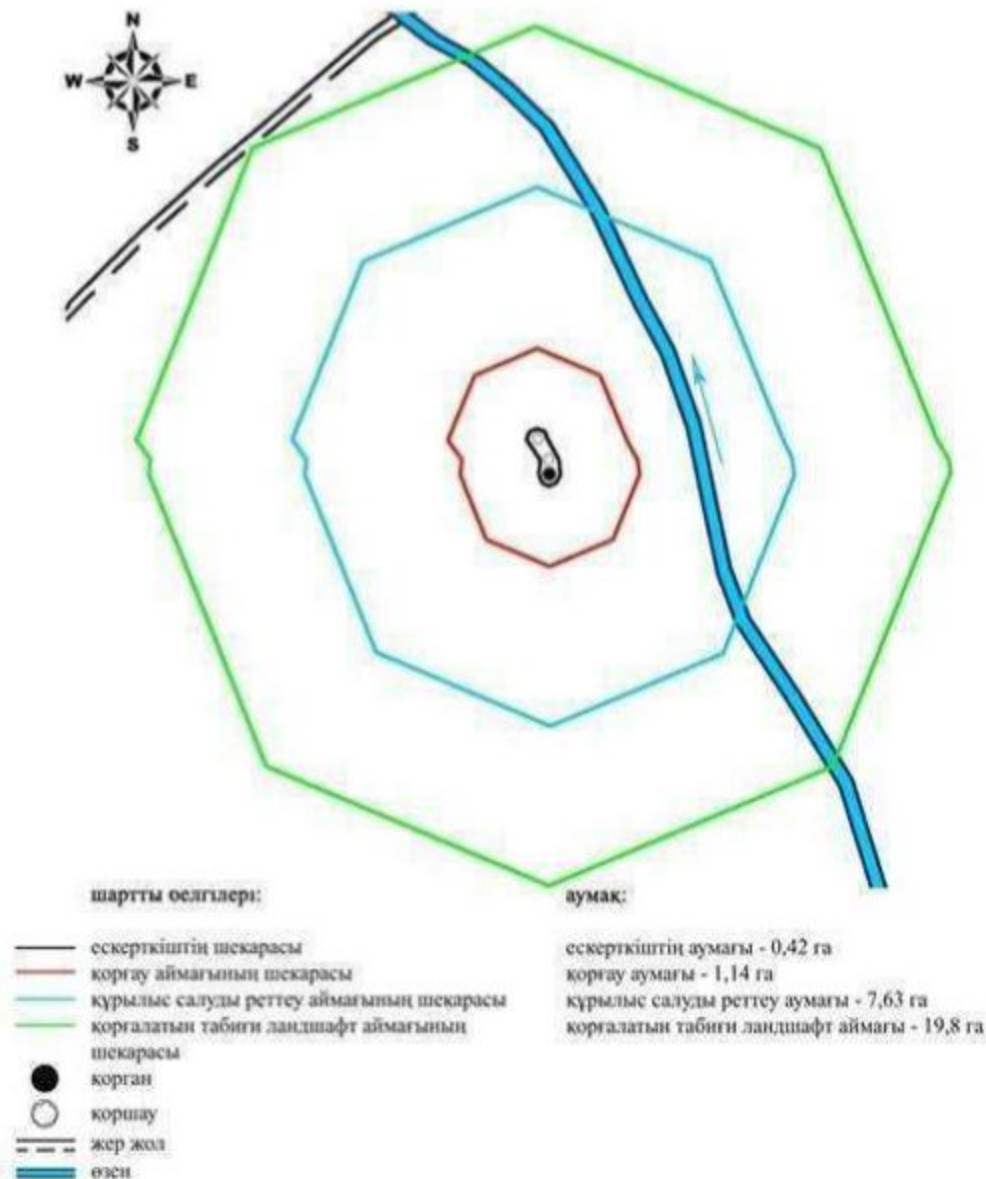 N
W E
S
шартты белгілері:
ескерткіштің шекарасы
қорғау аймағының шекарасы
құрылыс салуды реттеу аймағының шекарасы
қорғалатын табиғи ландшафт аймағының
шекарасы
қорған
қоршау
жер жол
өзен
аумақ:
ескерткіштің аумағы - 0,42 га
қорғау аумағы - 1,14 га
құрылыс салуды реттеу аумағы - 7,63 га
қорғалатын табиғи ландшафт аймағы - 19,8 га